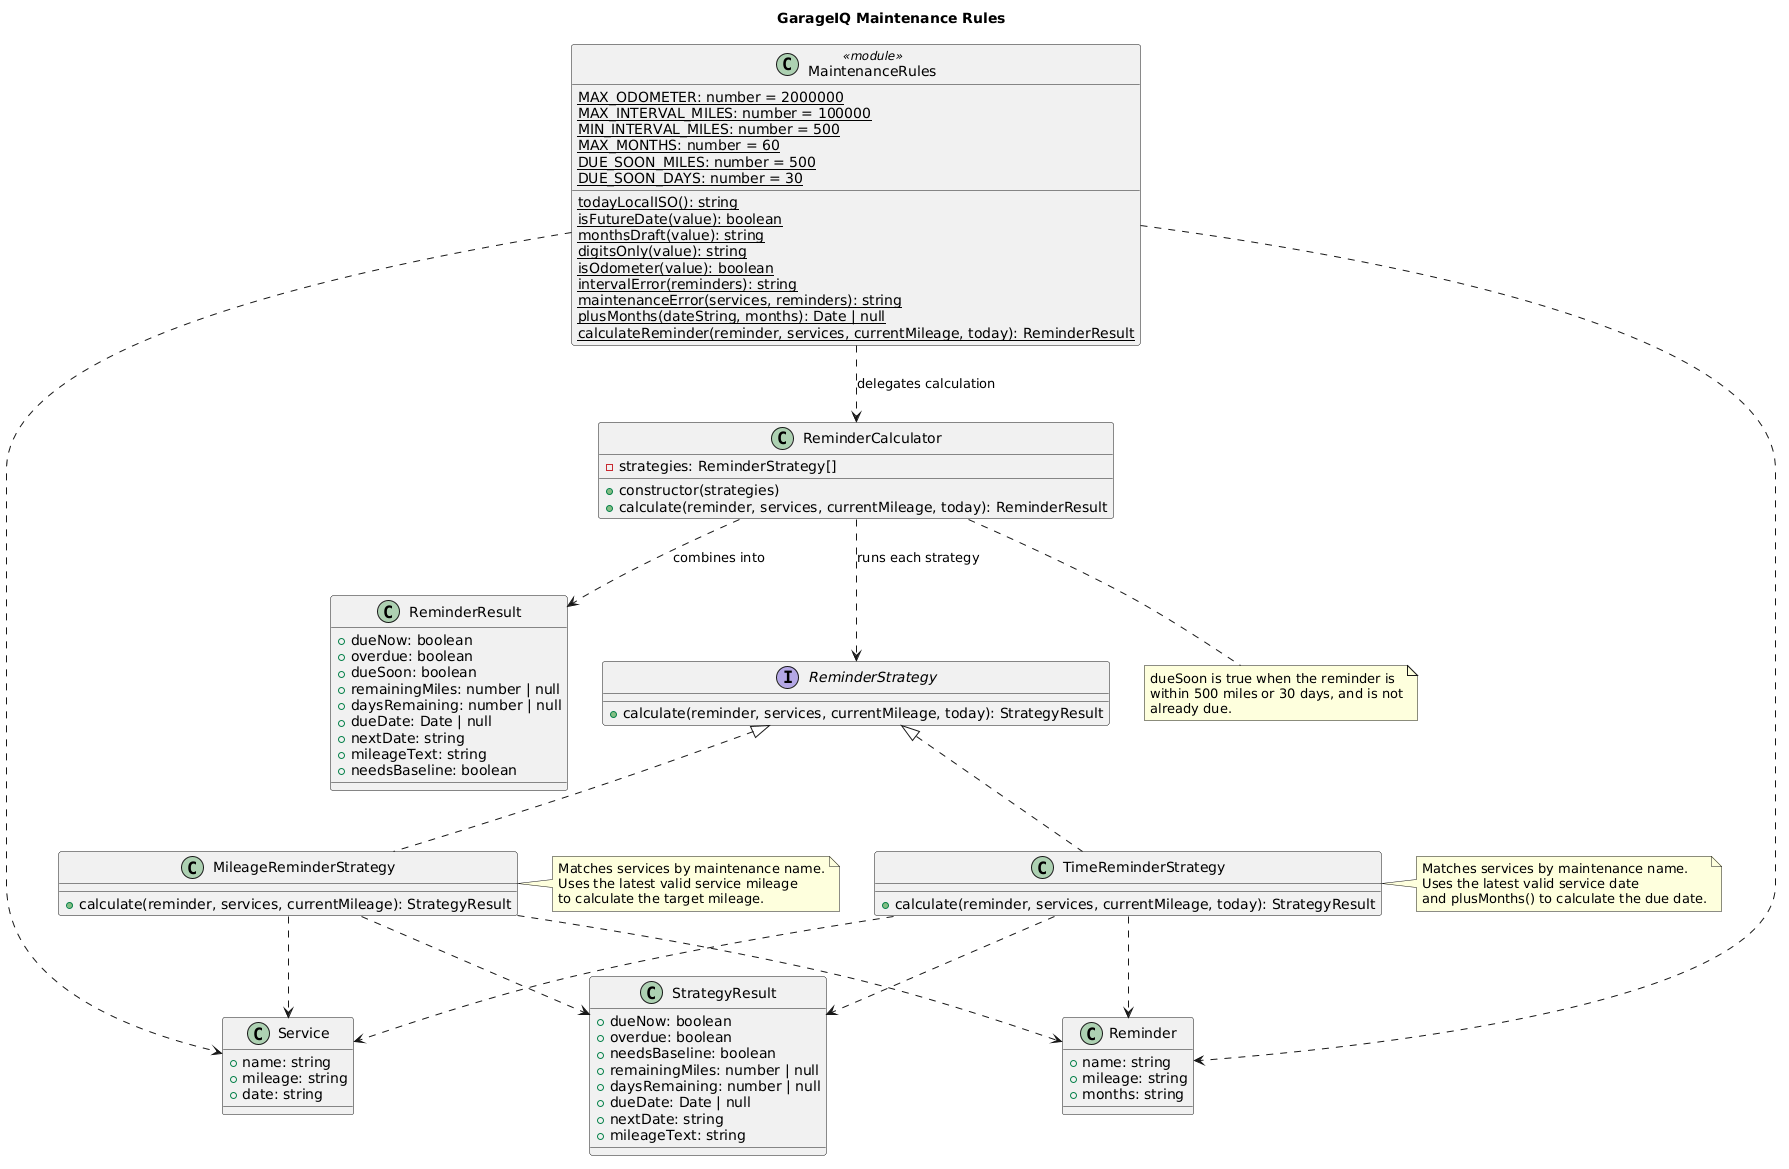 GarageIQ Maintenance Rules
«module»
C
MaintenanceRules
MAX_ODOMETER: number = 2000000
MAX_INTERVAL_MILES: number = 100000
MIN_INTERVAL_MILES: number = 500
MAX_MONTHS: number = 60
DUE_SOON_MILES: number = 500
DUE_SOON_DAYS: number = 30
todayLocalISO(): string
isFutureDate(value): boolean
monthsDraft(value): string
digitsOnly(value): string
isOdometer(value): boolean
intervalError(reminders): string
maintenanceError(services, reminders): string
plusMonths(dateString, months): Date | null
calculateReminder(reminder, services, currentMileage, today): ReminderResult
delegates calculation
C ReminderCalculator
strategies: ReminderStrategy[]
constructor(strategies)
calculate(reminder, services, currentMileage, today): ReminderResult
combines into
runs each strategy
C ReminderResult
dueNow: boolean
overdue: boolean
dueSoon: boolean
remainingMiles: number | null
daysRemaining: number | null
dueDate: Date | null
nextDate: string
mileageText: string
needsBaseline: boolean
I ReminderStrategy
calculate(reminder, services, currentMileage, today): StrategyResult
dueSoon is true when the reminder is
within 500 miles or 30 days, and is not
already due.
C MileageReminderStrategy
calculate(reminder, services, currentMileage): StrategyResult
Matches services by maintenance name.
Uses the latest valid service mileage
to calculate the target mileage.
C TimeReminderStrategy
calculate(reminder, services, currentMileage, today): StrategyResult
Matches services by maintenance name.
Uses the latest valid service date
and plusMonths() to calculate the due date.
C Service
name: string
mileage: string
date: string
C StrategyResult
dueNow: boolean
overdue: boolean
needsBaseline: boolean
remainingMiles: number | null
daysRemaining: number | null
dueDate: Date | null
nextDate: string
mileageText: string
C Reminder
name: string
mileage: string
months: string